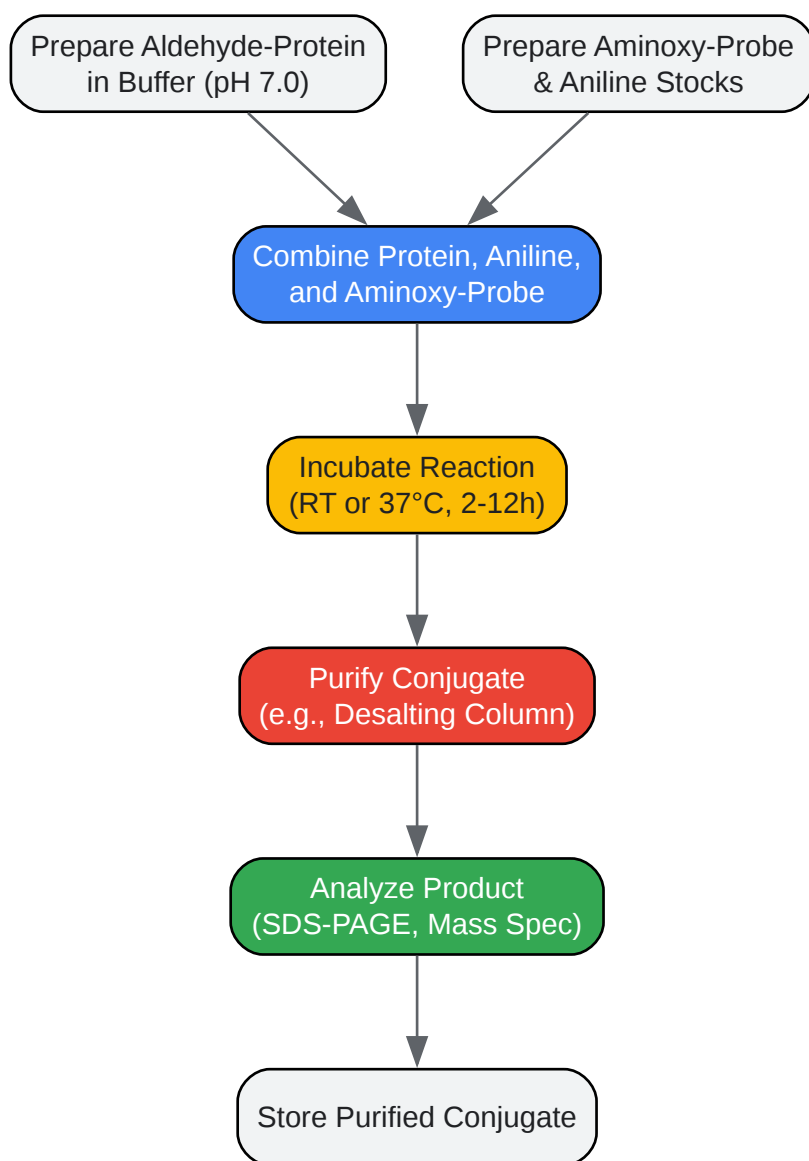 Prepare Aldehyde-Protein
in Buffer (pH 7.0)
Prepare Aminoxy-Probe
& Aniline Stocks
Combine Protein, Aniline,
and Aminoxy-Probe
Incubate Reaction
(RT or 37°C, 2-12h)
Purify Conjugate
(e.g., Desalting Column)
Analyze Product
(SDS-PAGE, Mass Spec)
Store Purified Conjugate